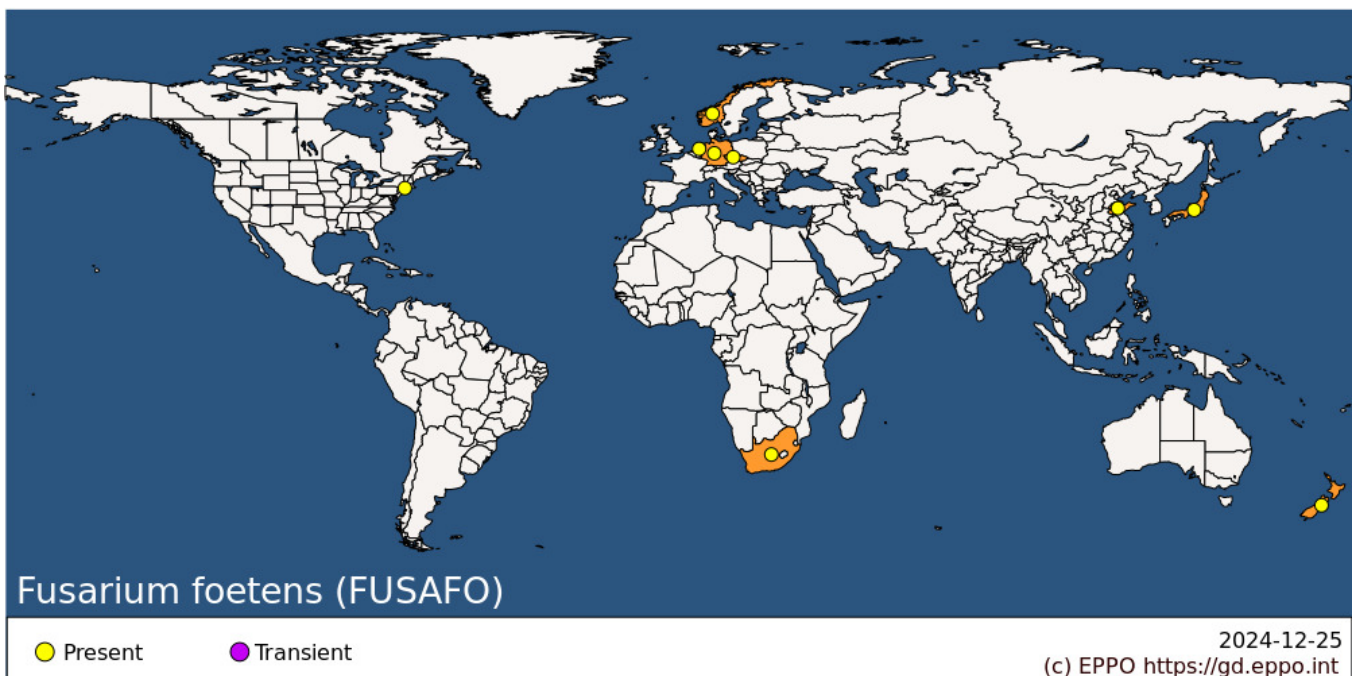 Fusarium foetens (FUSAFO)
Present
Transient
2024-12-25
(c) EPPO https://gd.eppo.int